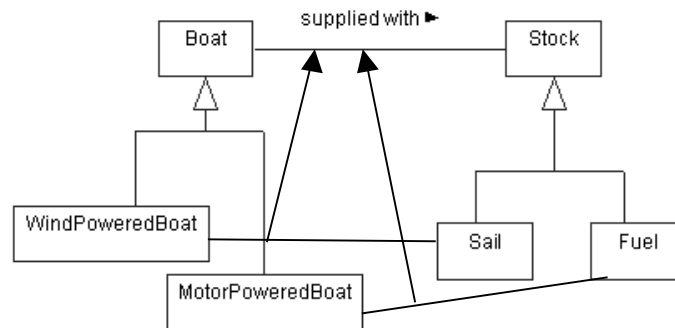 supplied with ►
Boat
Stock
WindPoweredBoat
Sail
Fuel
MotorPoweredBoat